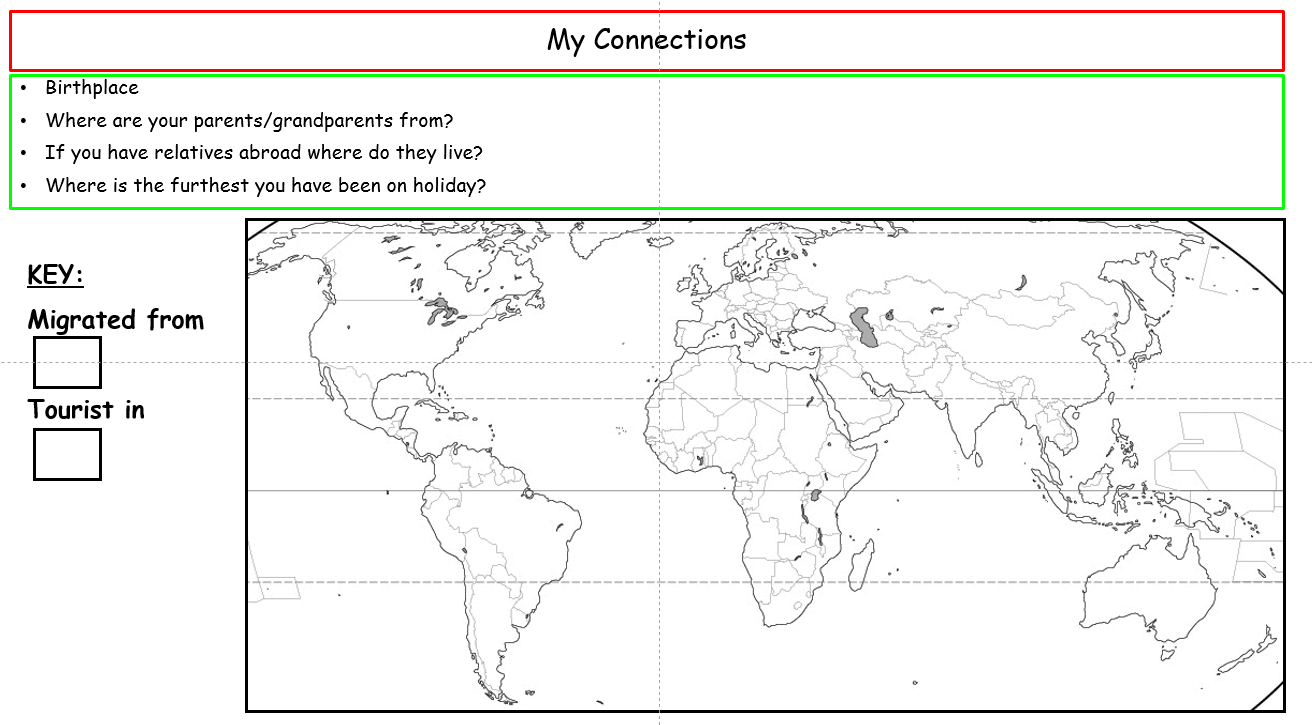 My Connections
• Birthplace
• Where are your parents/grandparents from?
• If you have relatives abroad where do they live?
• Where is the furthest you have been on holiday?
KEY:
Migrated from
Tourist in